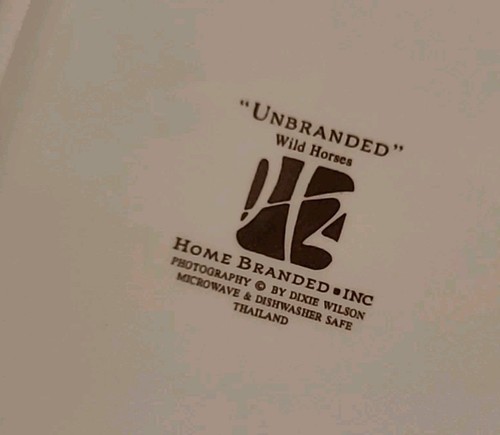 "UNBRANDED"
Wild Horses
HOME BRANDED▪INC
PHOTOGRAPHY © BY DIXIE WILSON
MICROWAVE & DISHWASHER SAFE
THAILAND